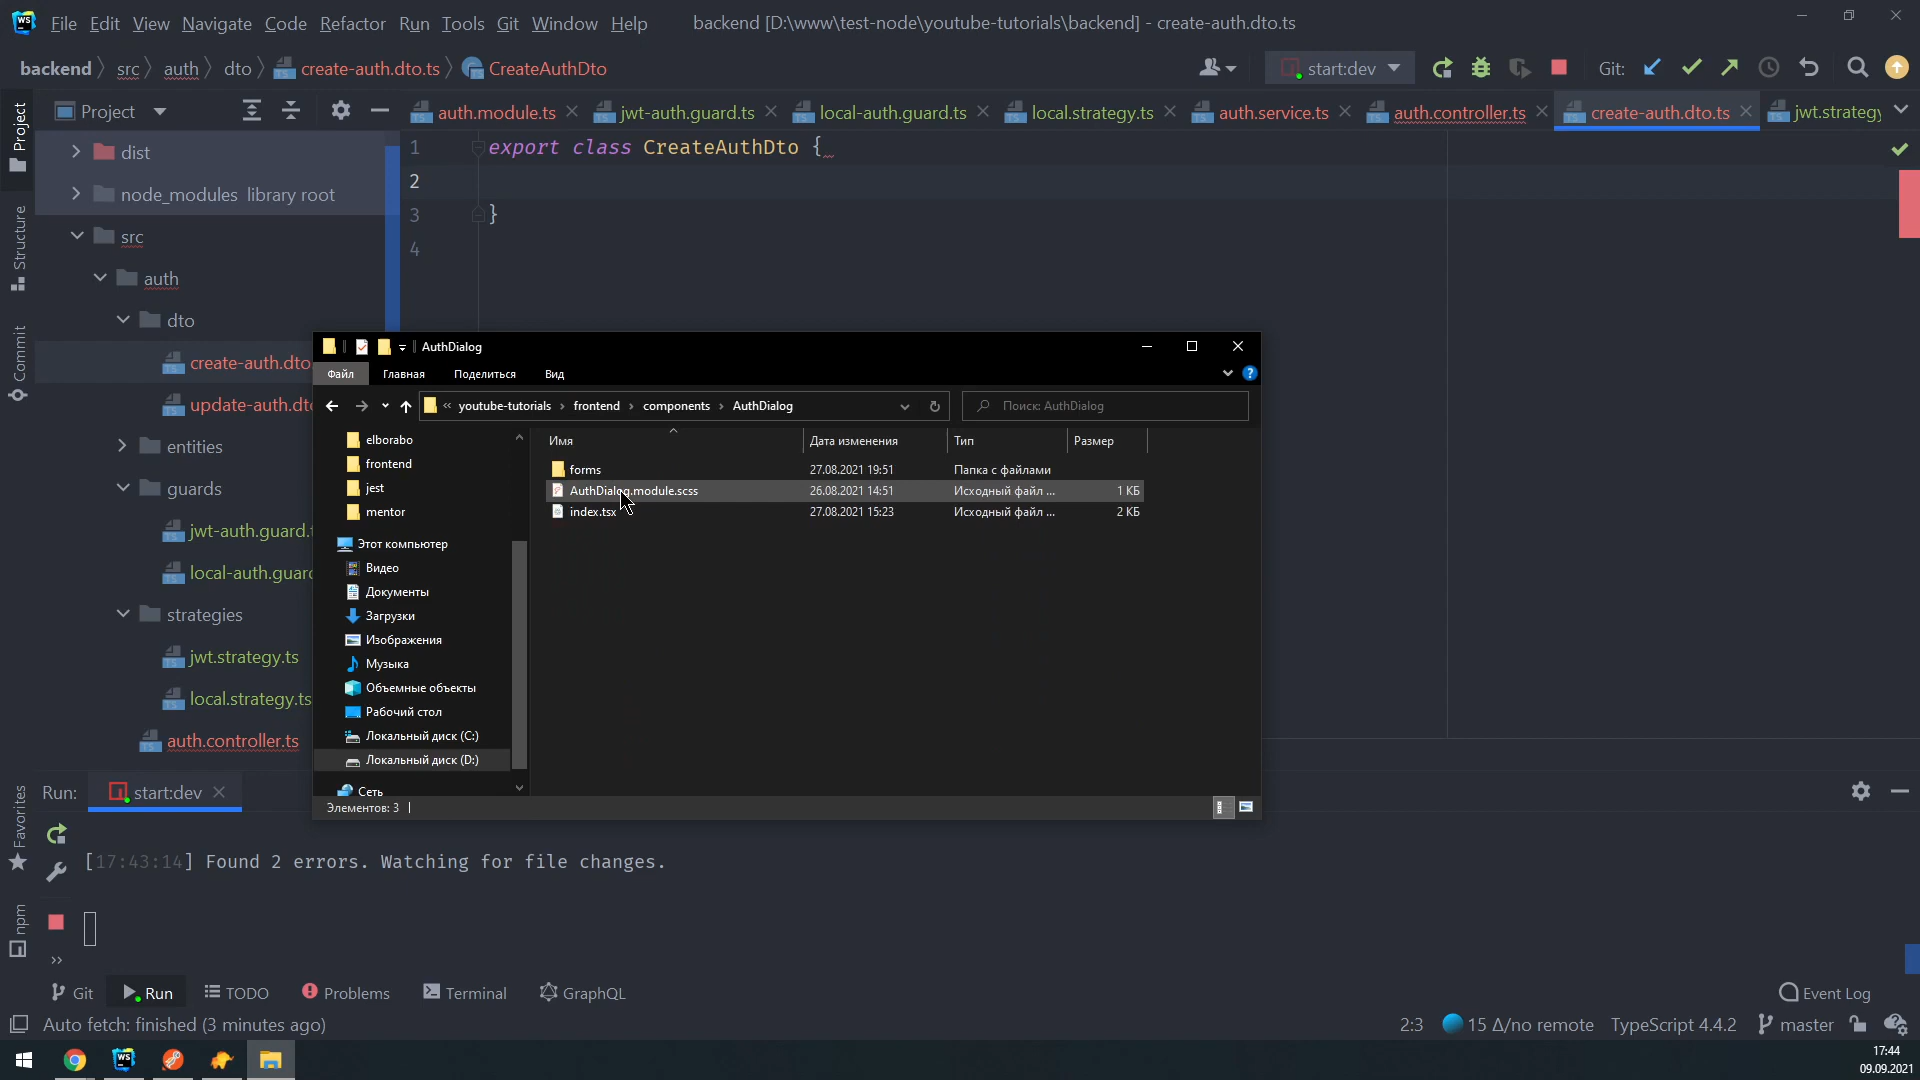 File Edit View Navigate Code Refactor Run Tools Git Window Help backend [D:\www\test-node\youtube-tutorials\backend] - create-auth.dto.ts
backend src auth dto create-auth.dto.ts CreateAuthDto start:dev Git:
Project
auth.module.ts jwt-auth.guard.ts local-auth.guard.ts local.strategy.ts auth.service.ts auth.controller.ts create-auth.dto.ts jwt.strategy
Project
Structure
Commit
Favorites
npm
dist
node_modules library root
src
auth
dto
create-auth.dto
update-auth.dt
entities
guards
jwt-auth.guard.
local-auth.guard
strategies
jwt.strategy.ts
local.strategy.ts
auth.controller.ts
1 export class CreateAuthDto {
2
3 }
4
AuthDialog
Файл Главная Поделиться Вид
« youtube-tutorials › frontend › components › AuthDialog
Поиск: AuthDialog
elborabo
frontend
jest
mentor
Этот компьютер
Видео
Документы
Загрузки
Изображения
Музыка
Объемные объекты
Рабочий стол
Локальный диск (C:)
Локальный диск (D:)
Сеть
Имя Дата изменения Тип Размер
forms 27.08.2021 19:51 Папка с файлами
AuthDialog.module.scss 26.08.2021 14:51 Исходный файл ... 1 КБ
index.tsx 27.08.2021 15:23 Исходный файл ... 2 КБ
Элементов: 3
Run: start:dev
[17:43:14] Found 2 errors. Watching for file changes.
Git Run TODO Problems Terminal GraphQL Event Log
Auto fetch: finished (3 minutes ago) 2:3 15 Δ/no remote TypeScript 4.4.2 master
17:44
09.09.2021